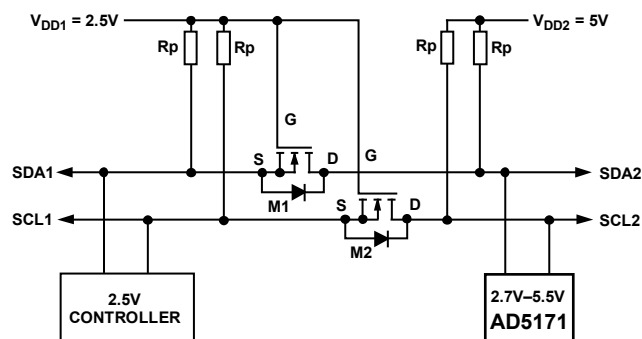 VDD1 = 2.5V
VDD2 = 5V
Rp Rp Rp Rp
G
SDA1 S D G SDA2
M1
SCL1 S D SCL2
M2
2.5V
CONTROLLER
2.7V–5.5V
AD5171